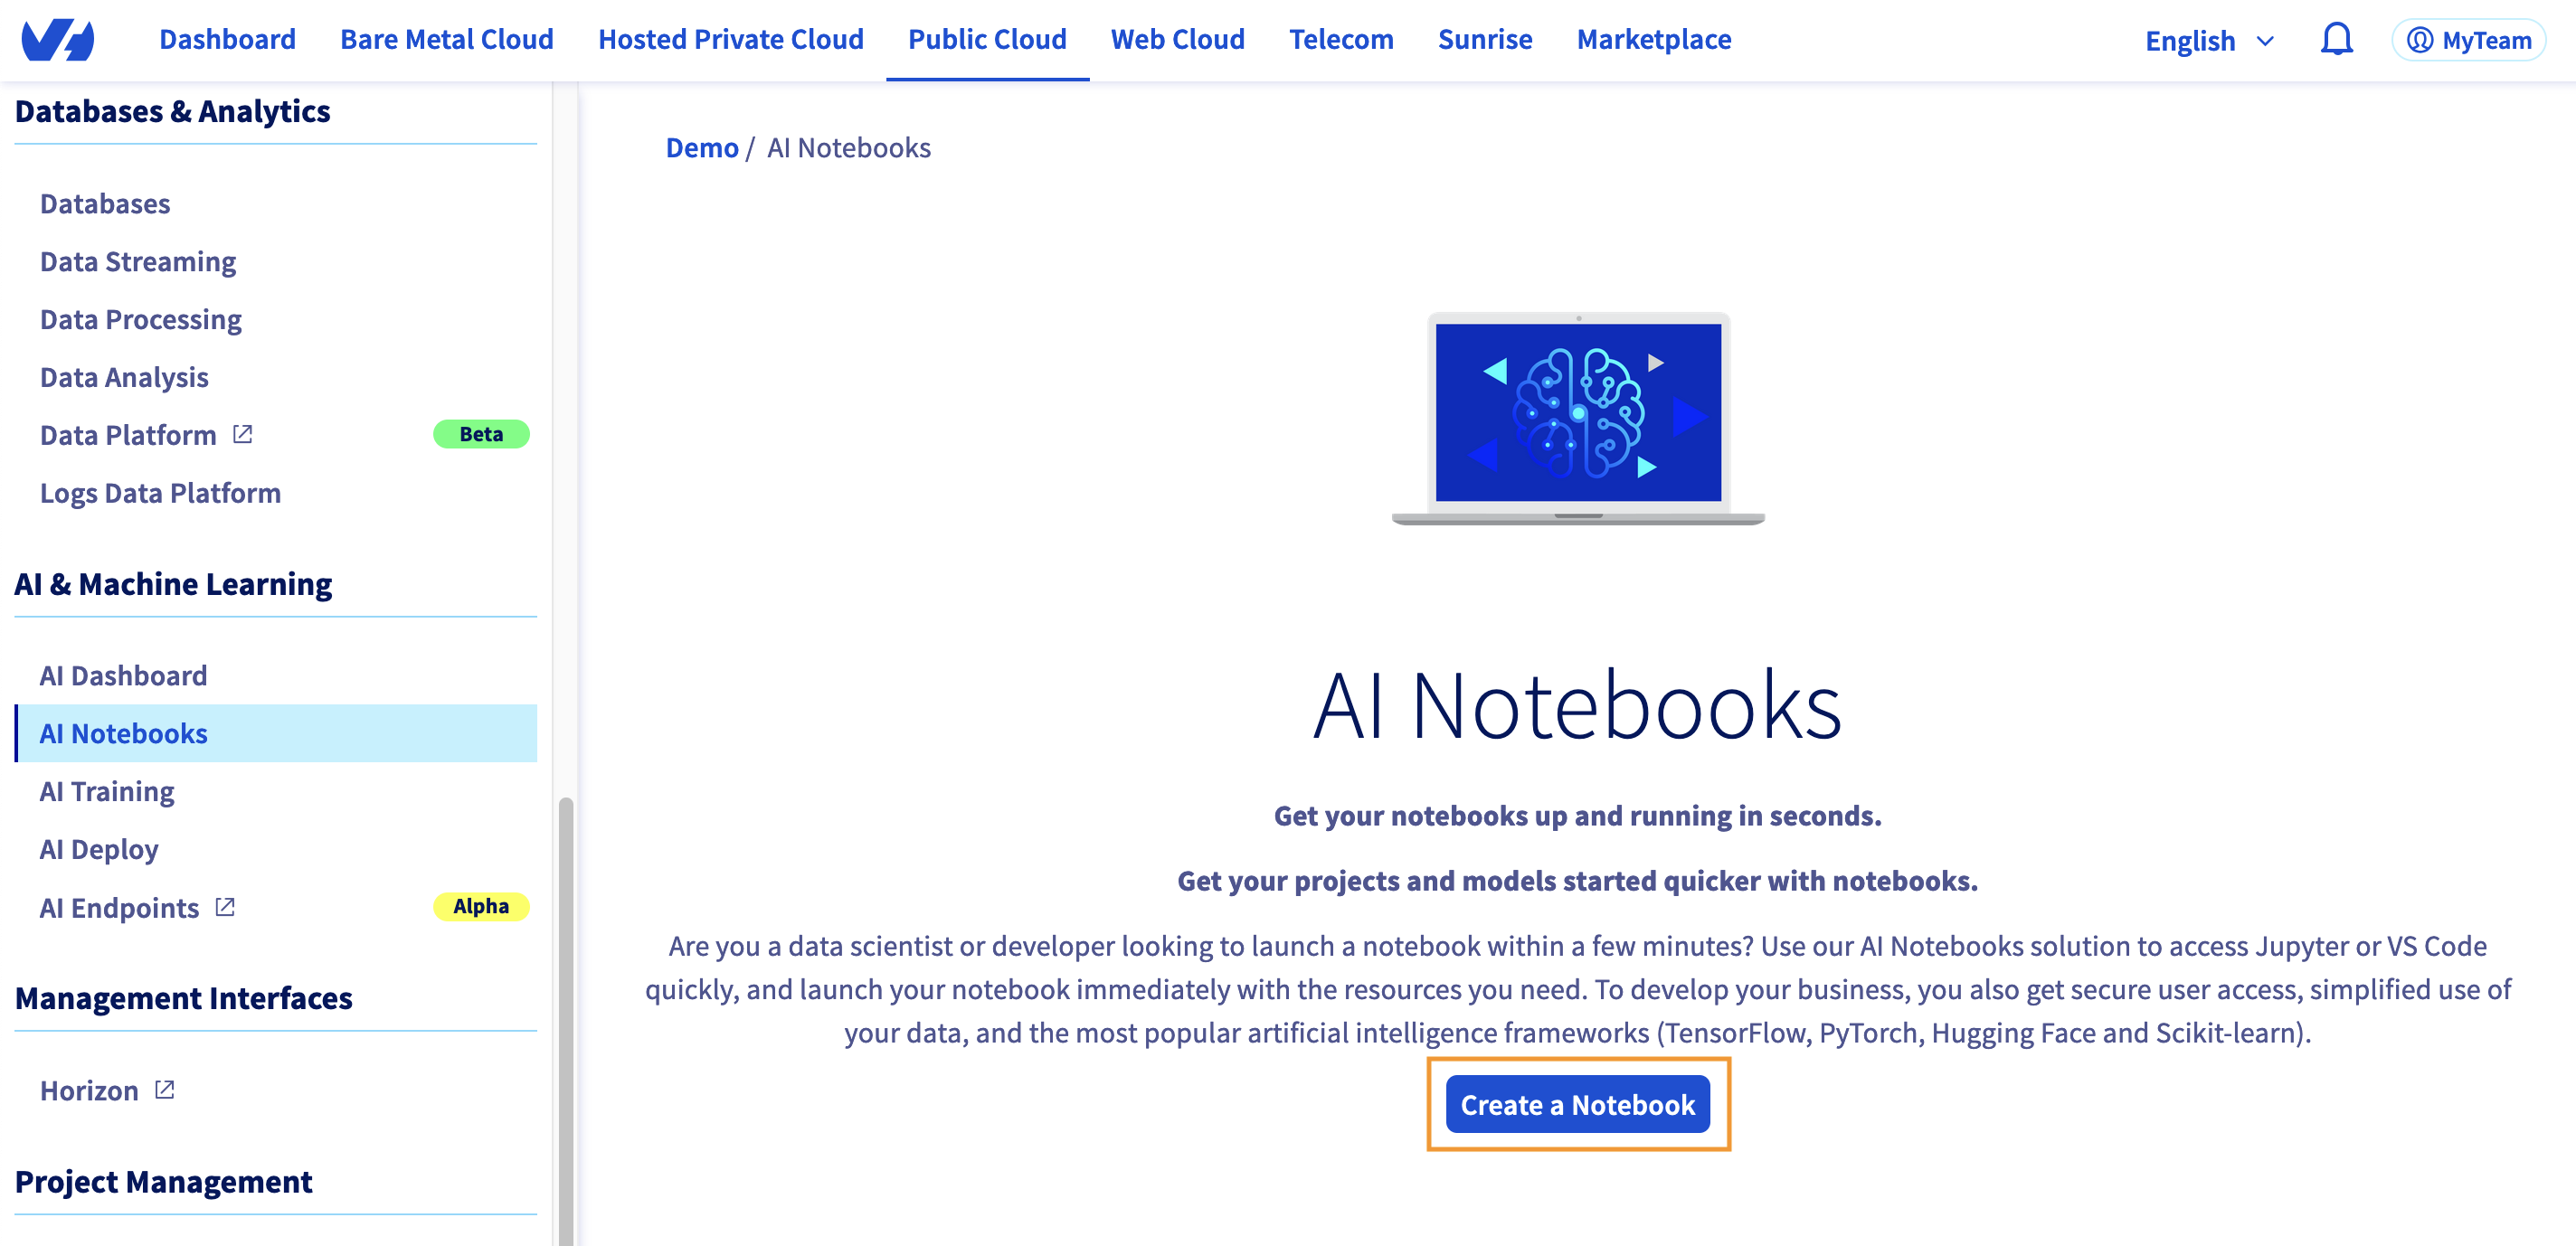 Dashboard Bare Metal Cloud Hosted Private Cloud Public Cloud Web Cloud Telecom Sunrise Marketplace English MyTeam
Databases & Analytics
Databases
Data Streaming
Data Processing
Data Analysis
Data Platform Beta
Logs Data Platform
AI & Machine Learning
AI Dashboard
AI Notebooks
AI Training
AI Deploy
AI Endpoints Alpha
Management Interfaces
Horizon
Project Management
Demo / AI Notebooks
AI Notebooks
Get your notebooks up and running in seconds.
Get your projects and models started quicker with notebooks.
Are you a data scientist or developer looking to launch a notebook within a few minutes? Use our AI Notebooks solution to access Jupyter or VS Code
quickly, and launch your notebook immediately with the resources you need. To develop your business, you also get secure user access, simplified use of
your data, and the most popular artificial intelligence frameworks (TensorFlow, PyTorch, Hugging Face and Scikit-learn).
Create a Notebook